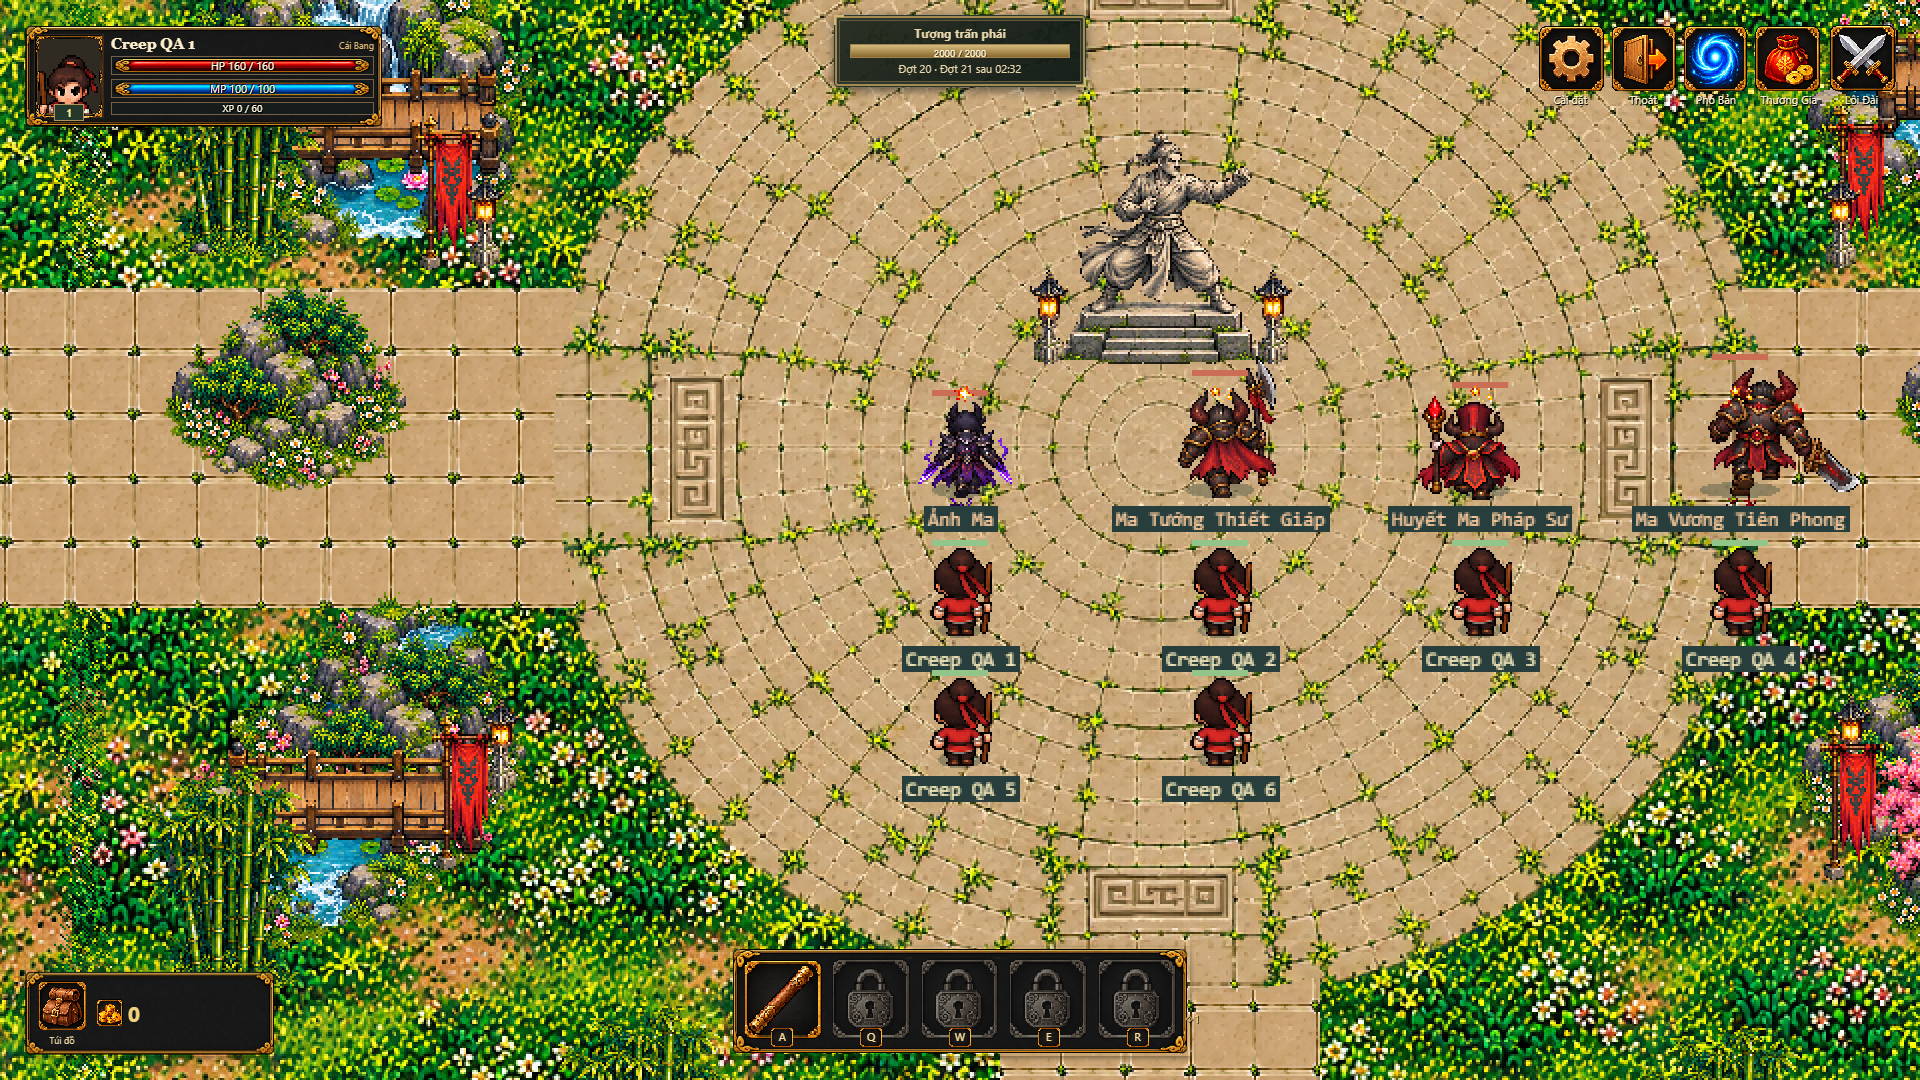 Creep QA 1
Cái Bang
HP 160 / 160
MP 100 / 100
XP 0 / 60
1
Tượng trấn phái
2000 / 2000
Đợt 20 · Đợt 21 sau 02:32
Cài đặt
Thoát
Phó Bản
Thương Gia
Lôi Đài
Ảnh Ma
Ma Tướng Thiết Giáp
Huyết Ma Pháp Sư
Ma Vương Tiên Phong
Creep QA 1
Creep QA 2
Creep QA 3
Creep QA 4
Creep QA 5
Creep QA 6
0
Túi đồ
A
Q
W
E
R